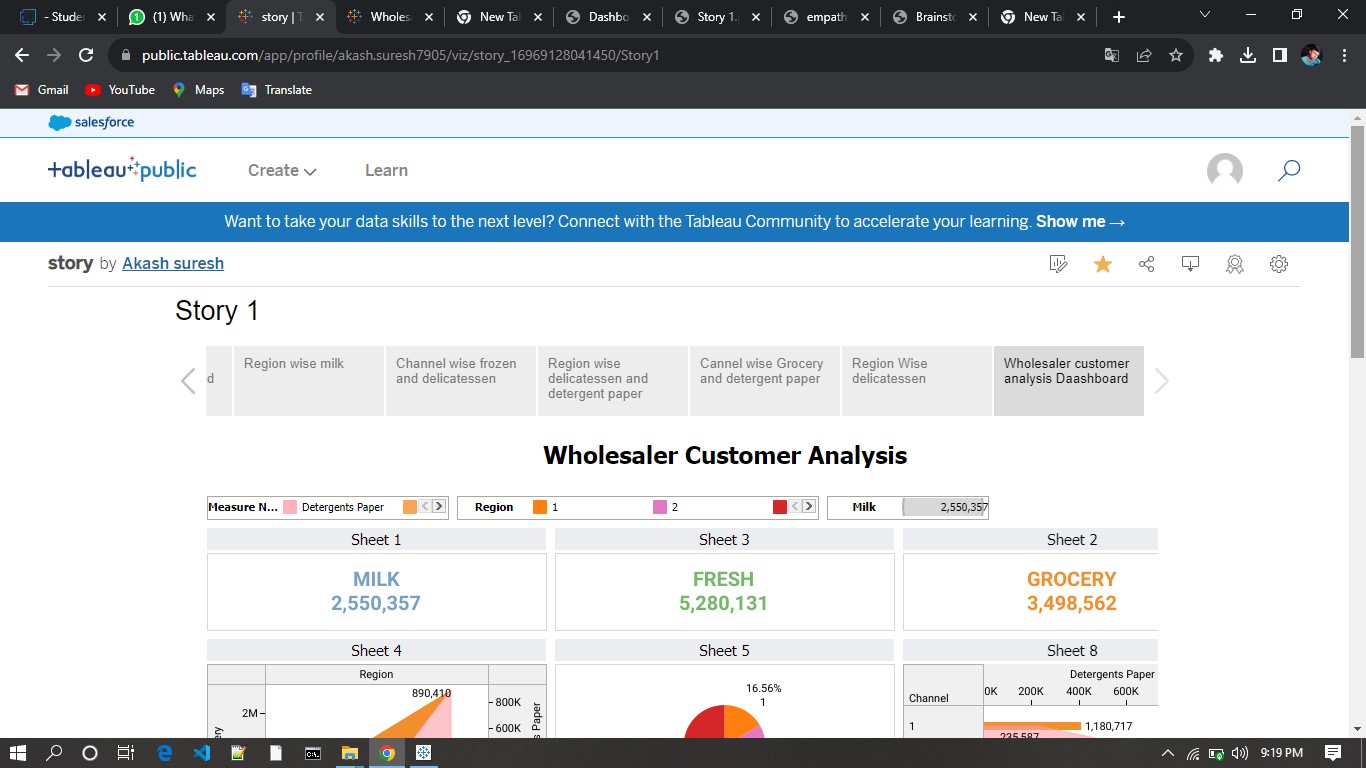 - Studer
(1) Wha
story | T
Wholes
New Tal
Dashbo
Story 1.
empath
Brainsto
New Tal
public.tableau.com/app/profile/akash.suresh7905/viz/story_16969128041450/Story1
Gmail
YouTube
Maps
Translate
salesforce
+ableau+public
Create
Learn
Want to take your data skills to the next level? Connect with the Tableau Community to accelerate your learning. Show me →
story by Akash suresh
Story 1
d
Region wise milk
Channel wise frozen
and delicatessen
Region wise
delicatessen and
detergent paper
Cannel wise Grocery
and detergent paper
Region Wise
delicatessen
Wholesaler customer
analysis Daashboard
Wholesaler Customer Analysis
Measure N... Detergents Paper
Region 1 2
Milk 2,550,357
Sheet 1
MILK
2,550,357
Sheet 3
FRESH
5,280,131
Sheet 2
GROCERY
3,498,562
Sheet 4
Region
890,410
2M
800K
600K
s Paper
Sheet 5
16.56%
1
Sheet 8
Detergents Paper
0K 200K 400K 600K
Channel
1
1,180,717
235,587
9:19 PM